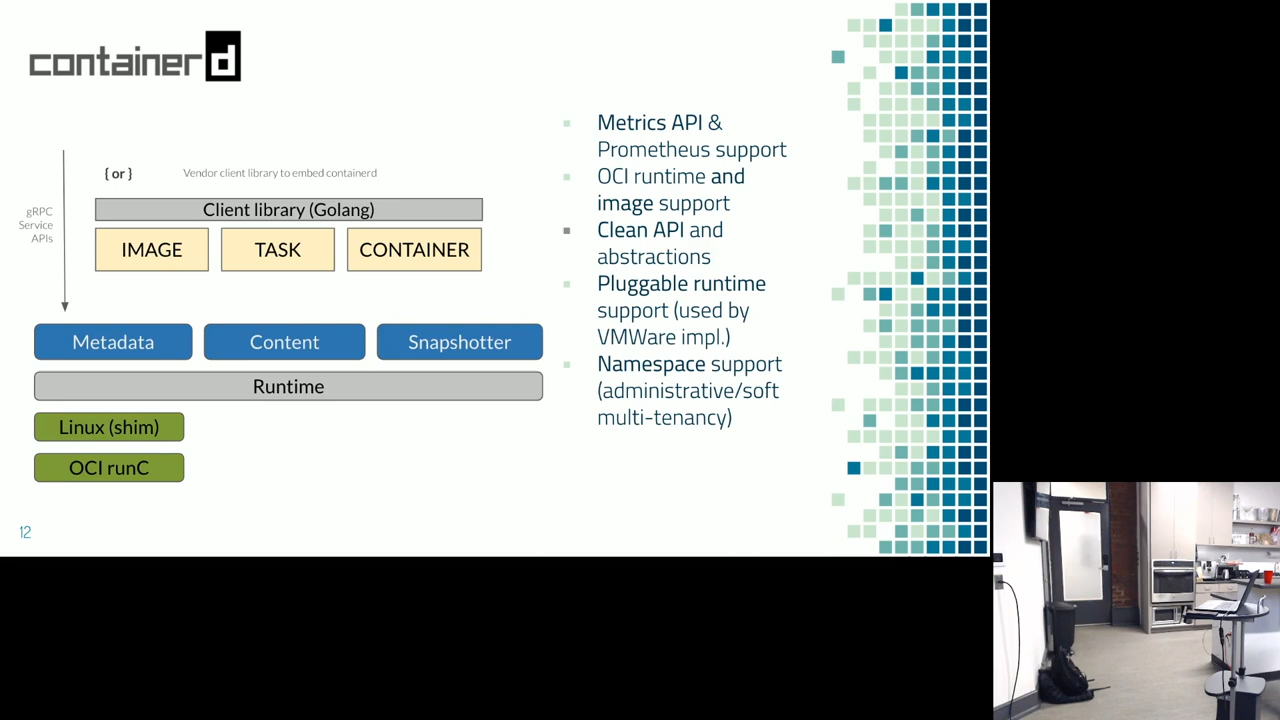 containerd
{ or }
Vendor client library to embed containerd
gRPC
Service
APIs
Client library (Golang)
IMAGE
TASK
CONTAINER
Metadata
Content
Snapshotter
Runtime
Linux (shim)
OCI runC
Metrics API &
Prometheus support
OCI runtime and
image support
Clean API and
abstractions
Pluggable runtime
support (used by
VMWare impl.)
Namespace support
(administrative/soft
multi-tenancy)
12